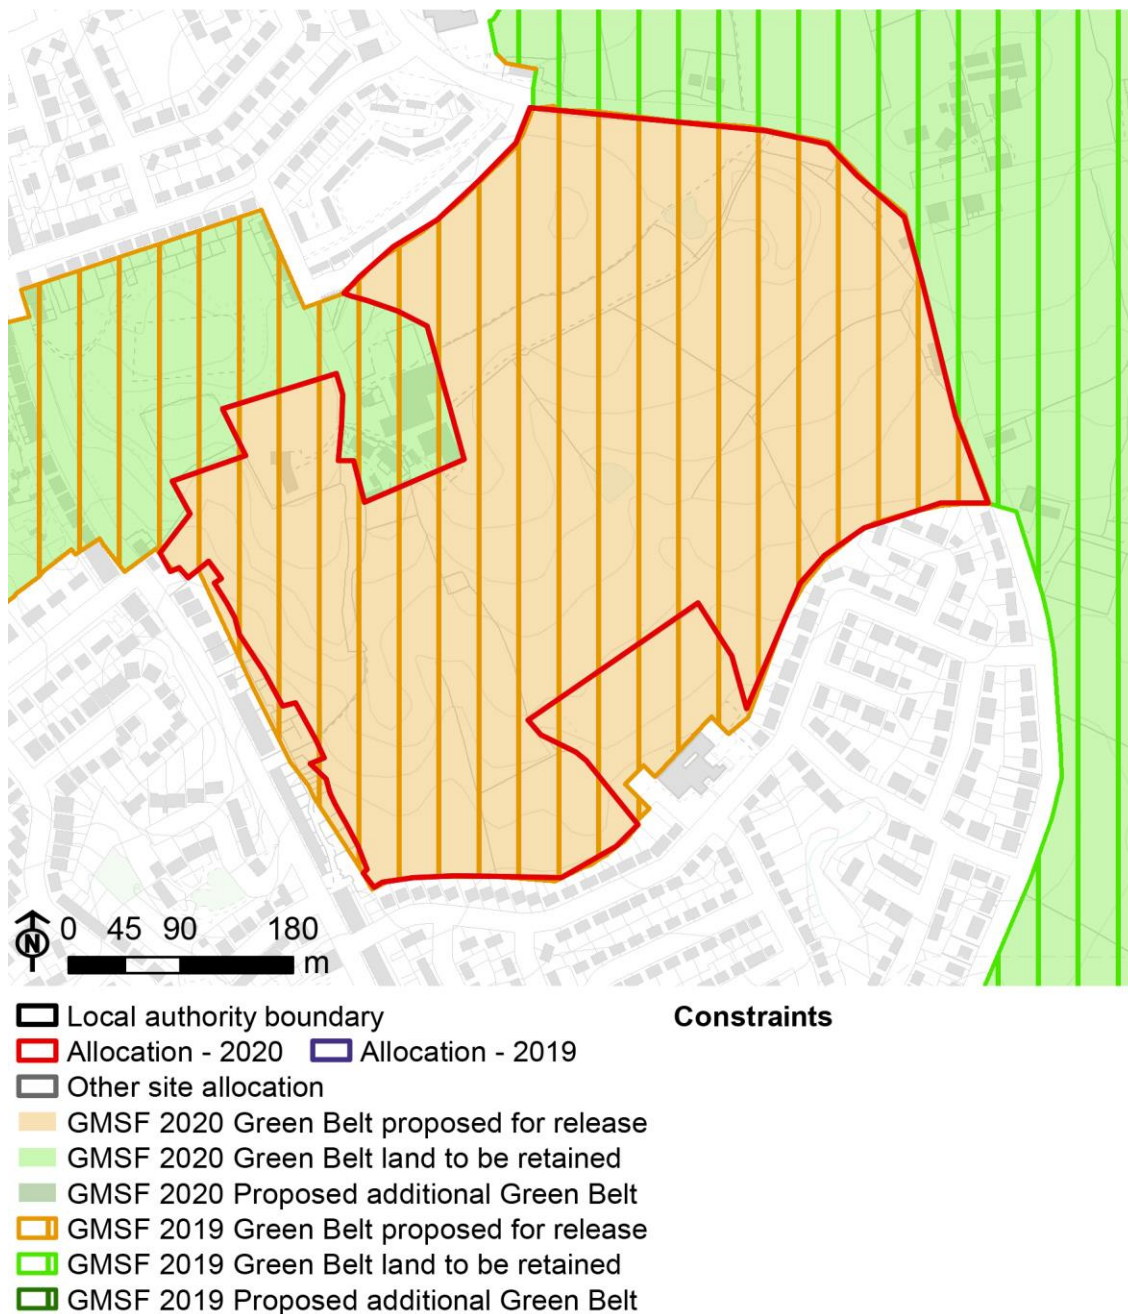 N 0 45 90 180 m
Local authority boundary Constraints
Allocation - 2020 Allocation - 2019
Other site allocation
GMSF 2020 Green Belt proposed for release
GMSF 2020 Green Belt land to be retained
GMSF 2020 Proposed additional Green Belt
GMSF 2019 Green Belt proposed for release
GMSF 2019 Green Belt land to be retained
GMSF 2019 Proposed additional Green Belt